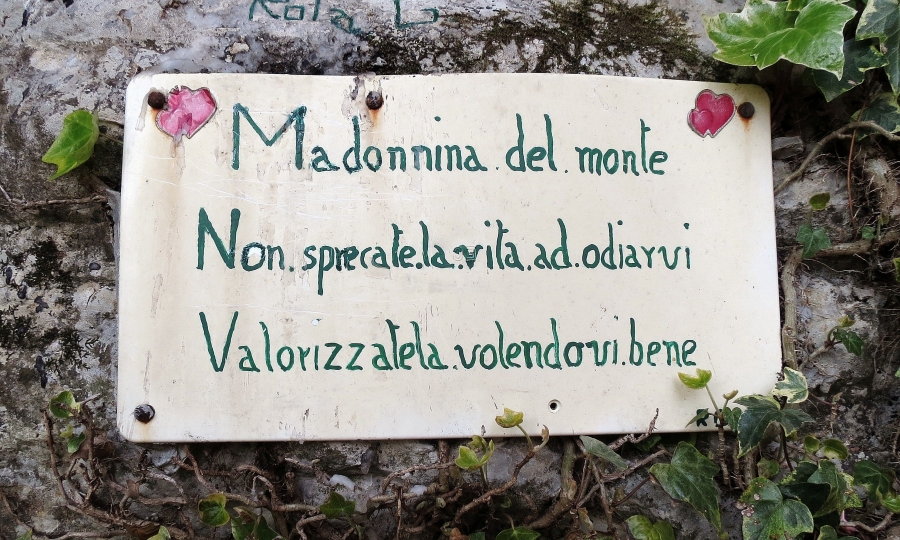 Madonnina.del.monte
Non.sprecate.la.vita.ad.odiarvi
Valorizzatela.volendovi.bene